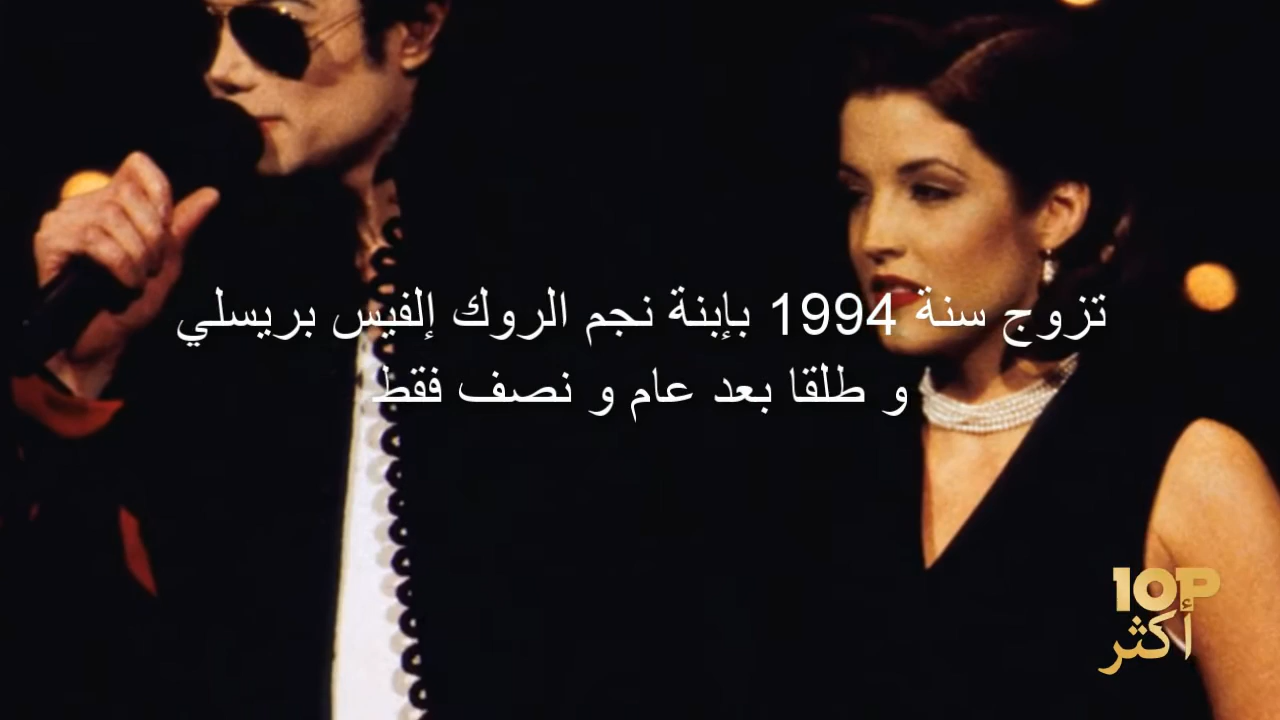 تزوج سنة 1994 بإبنة نجم الروك إلفيس بريسلي
و طلقا بعد عام و نصف فقط
10P
أكثر